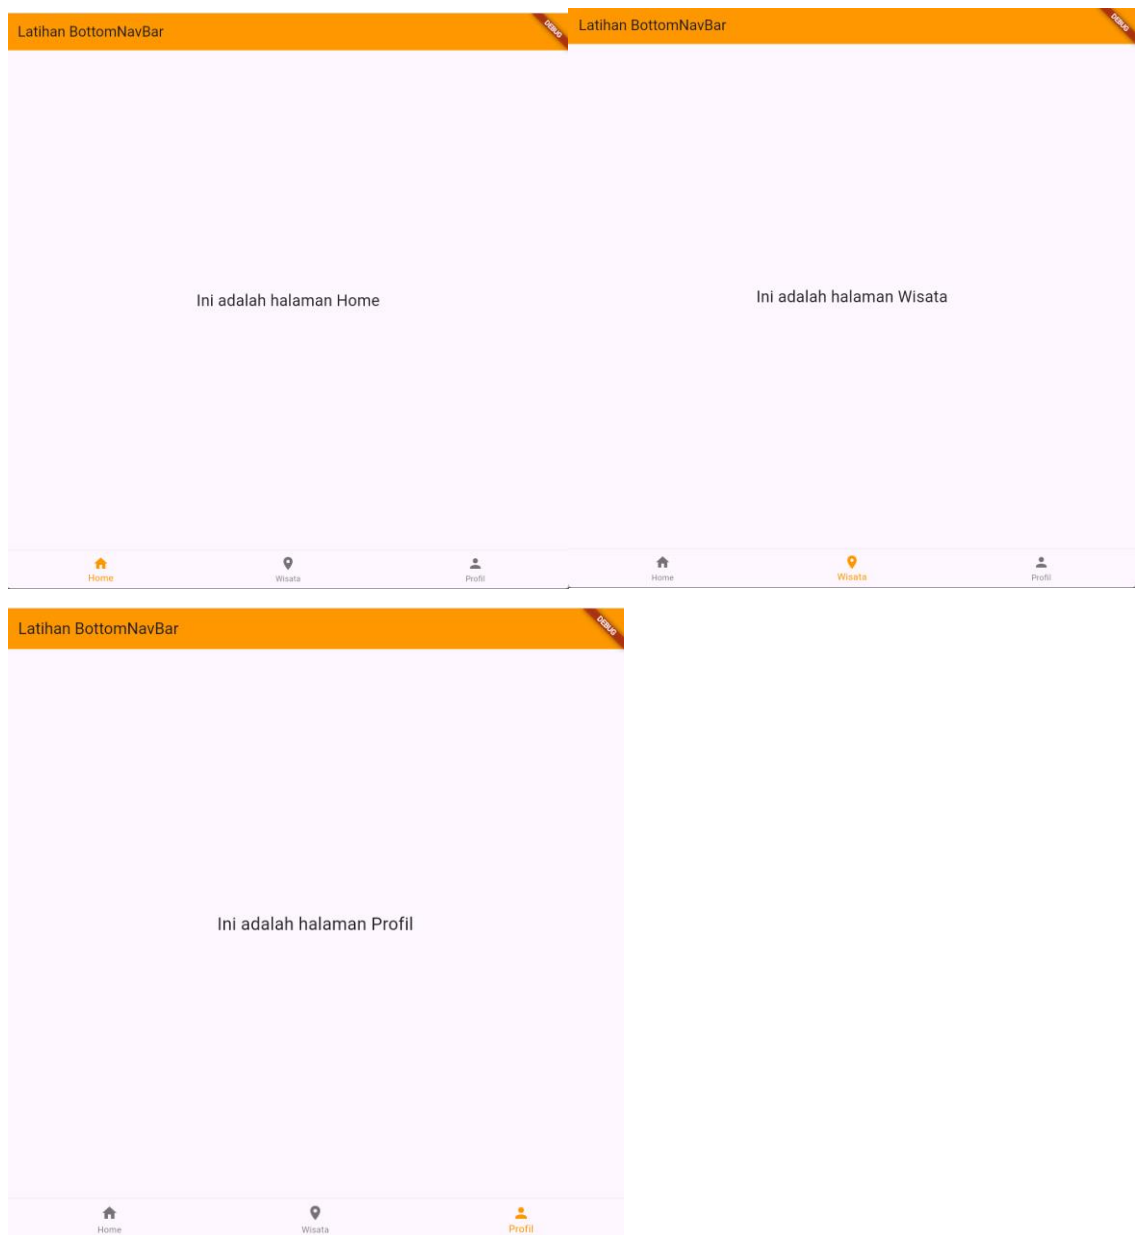 Latihan BottomNavBar
DEBUG
Ini adalah halaman Home
Home
Wisata
Profil
Latihan BottomNavBar
DEBUG
Ini adalah halaman Wisata
Home
Wisata
Profil
Latihan BottomNavBar
DEBUG
Ini adalah halaman Profil
Home
Wisata
Profil